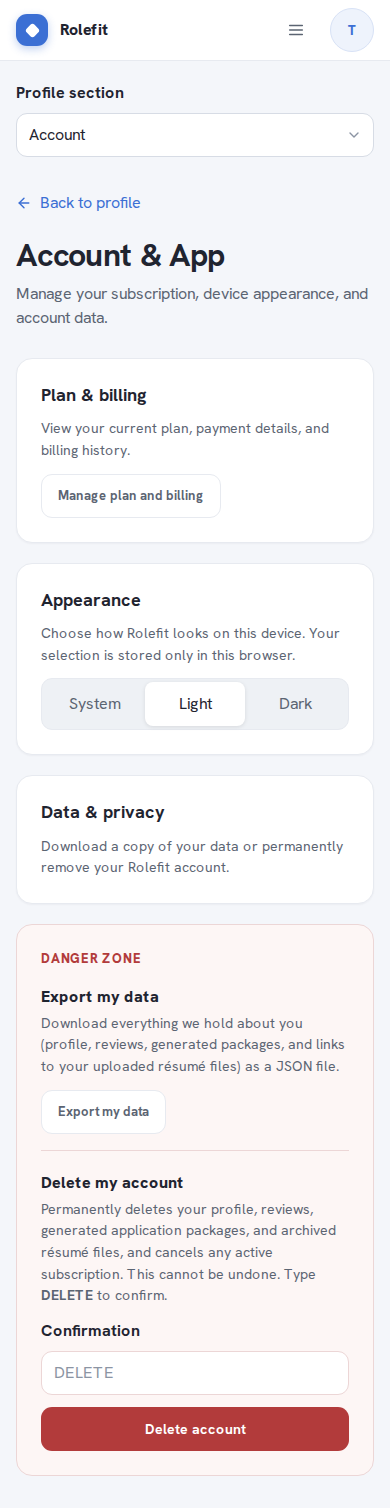 Rolefit
T
Profile section
Account
Back to profile
Account & App
Manage your subscription, device appearance, and
account data.
Plan & billing
View your current plan, payment details, and
billing history.
Manage plan and billing
Appearance
Choose how Rolefit looks on this device. Your
selection is stored only in this browser.
System
Light
Dark
Data & privacy
Download a copy of your data or permanently
remove your Rolefit account.
DANGER ZONE
Export my data
Download everything we hold about you
(profile, reviews, generated packages, and links
to your uploaded résumé files) as a JSON file.
Export my data
Delete my account
Permanently deletes your profile, reviews,
generated application packages, and archived
résumé files, and cancels any active
subscription. This cannot be undone. Type
DELETE to confirm.
Confirmation
DELETE
Delete account